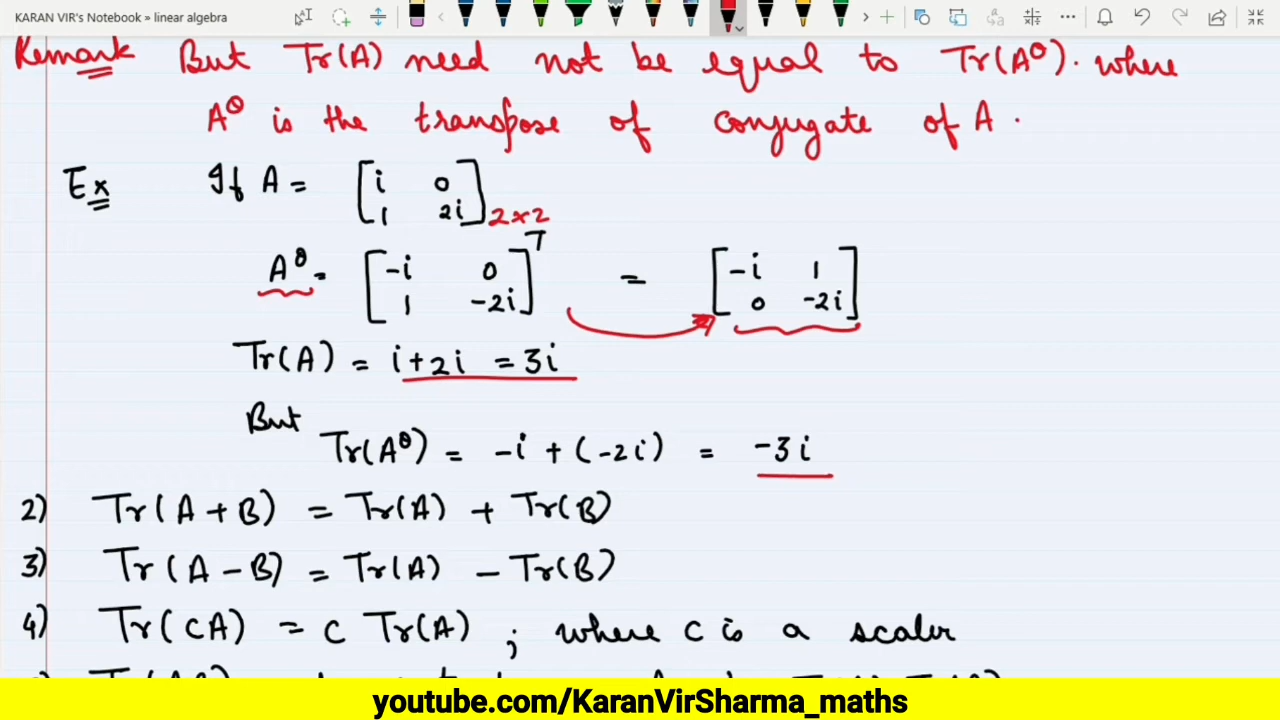 KARAN VIR's Notebook » linear algebra
Remark But Tr(A) need not be equal to Tr(A^θ). where
A^θ is the transpose of conjugate of A.
Ex If A = [i 0
1 2i]2×2
A^θ = [-i 0
1 -2i]^T = [-i 1
0 -2i]
Tr(A) = i+2i = 3i
But
Tr(A^θ) = -i + (-2i) = -3i
2) Tr(A+B) = Tr(A) + Tr(B)
3) Tr(A-B) = Tr(A) - Tr(B)
4) Tr(CA) = C Tr(A) ; where C is a scaler
youtube.com/KaranVirSharma_maths